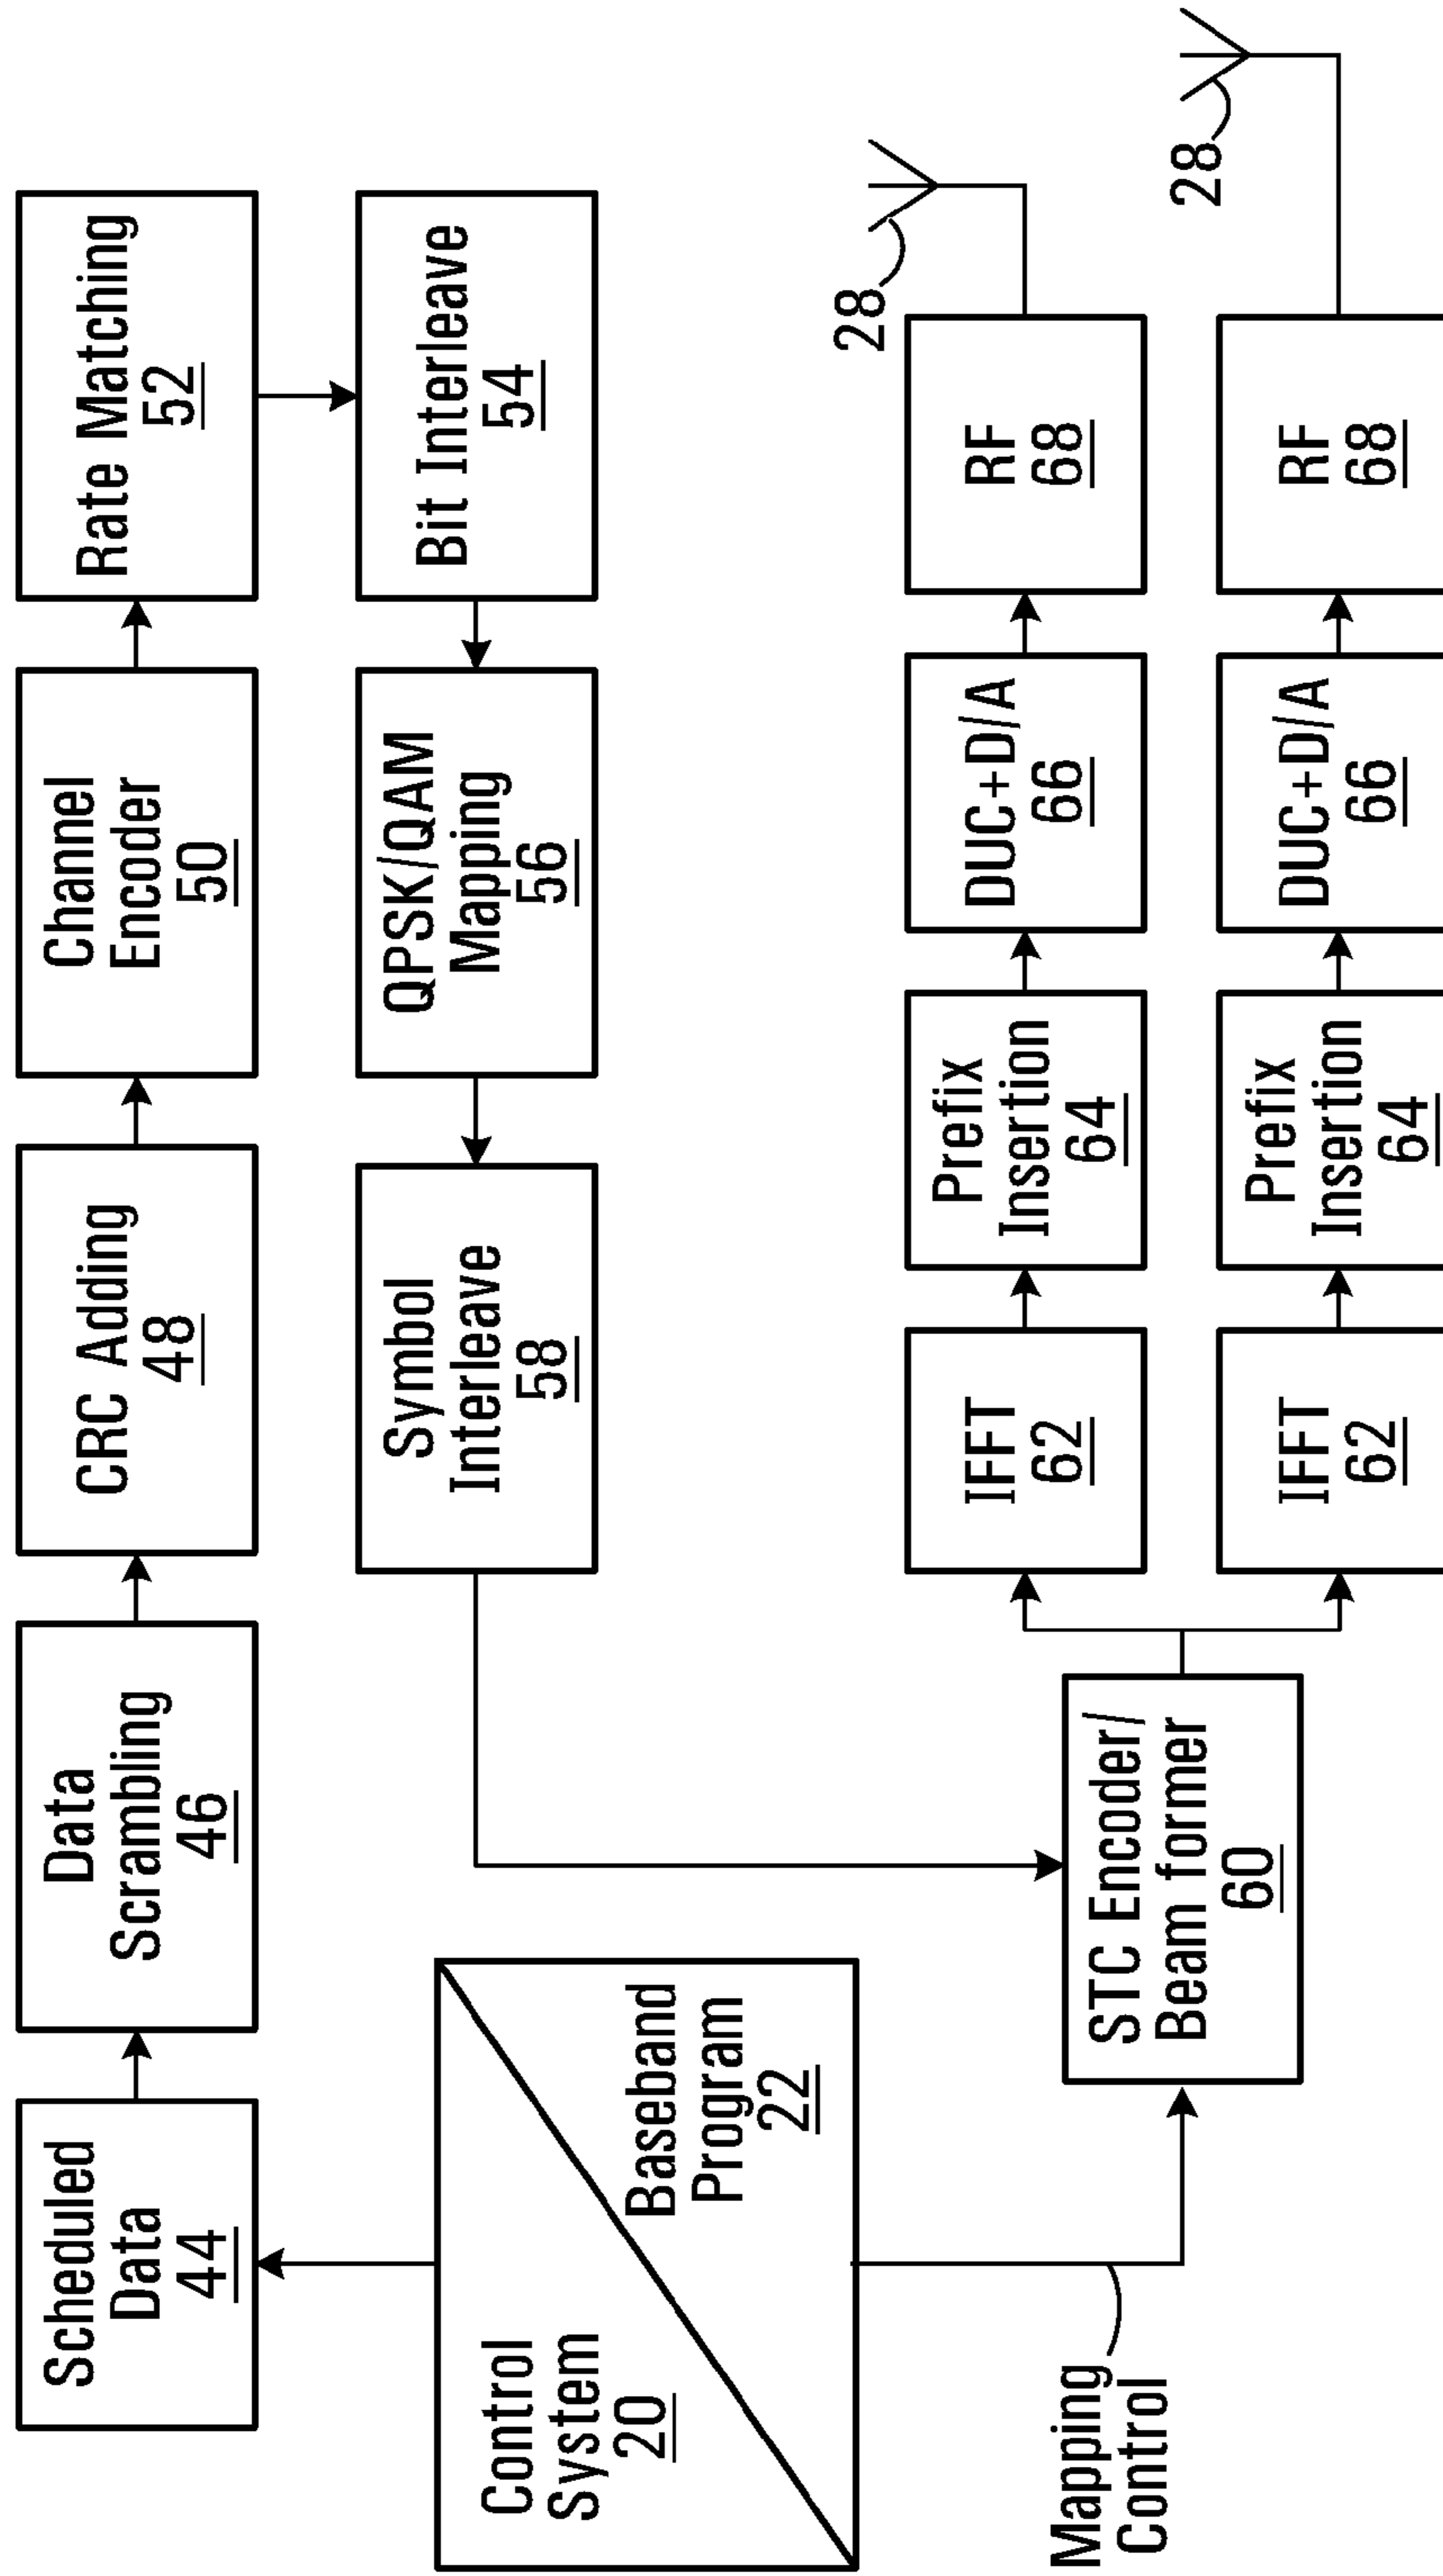 Scheduled
Data
44
Data
Scrambling
46
CRC Adding
48
Channel
Encoder
50
Rate Matching
52
Bit Interleave
54
QPSK/QAM
Mapping
56
Symbol
Interleave
58
Control
System
20
Baseband
Program
22
Mapping
Control
STC Encoder/
Beam former
60
IFFT
62
Prefix
Insertion
64
DUC+D/A
66
RF
68
28
IFFT
62
Prefix
Insertion
64
DUC+D/A
66
RF
68
28